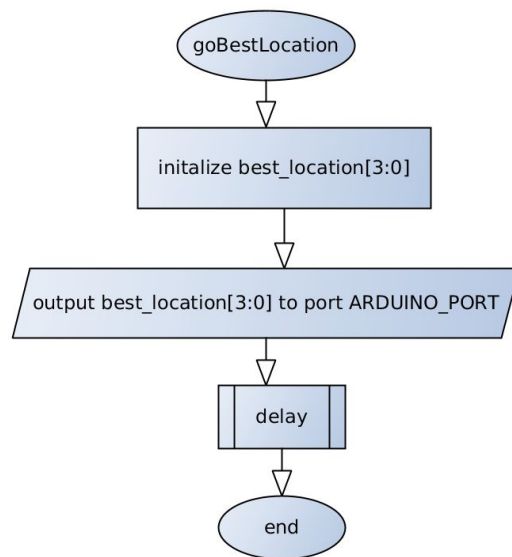 goBestLocation
initalize best_location[3:0]
output best_location[3:0] to port ARDUINO_PORT
delay
end